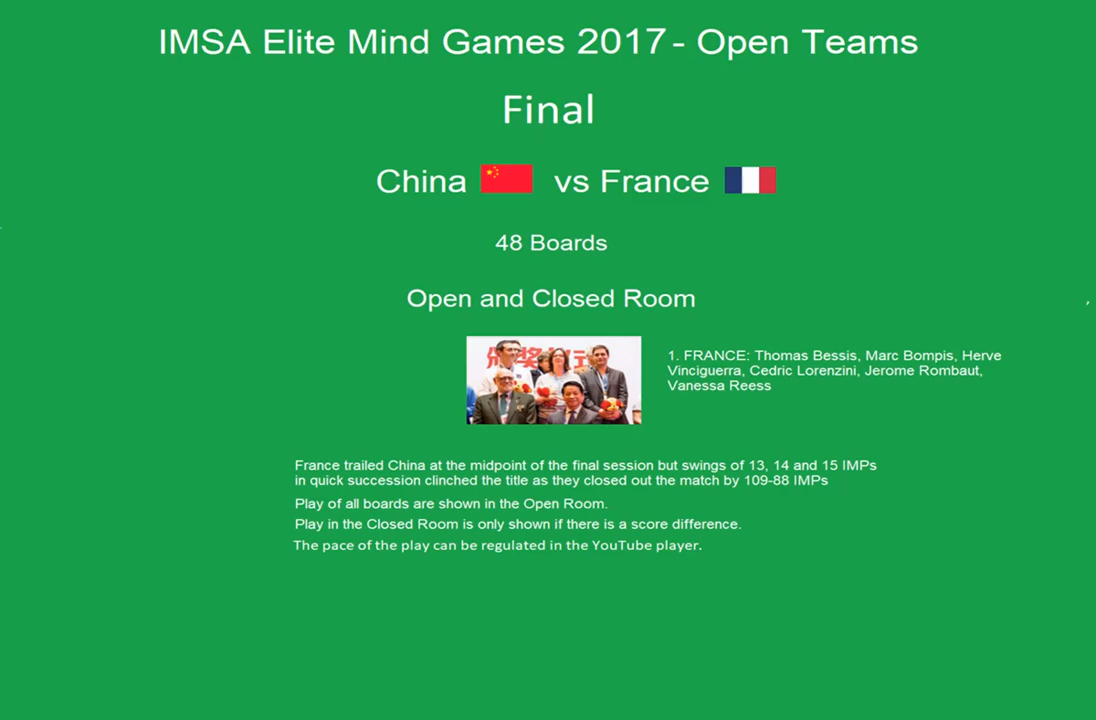 IMSA Elite Mind Games 2017 - Open Teams
Final
China vs France
48 Boards
Open and Closed Room
1. FRANCE: Thomas Bessis, Marc Bompis, Herve
Vinciguerra, Cedric Lorenzini, Jerome Rombaut,
Vanessa Reess
France trailed China at the midpoint of the final session but swings of 13, 14 and 15 IMPs
in quick succession clinched the title as they closed out the match by 109-88 IMPs
Play of all boards are shown in the Open Room.
Play in the Closed Room is only shown if there is a score difference.
The pace of the play can be regulated in the YouTube player.